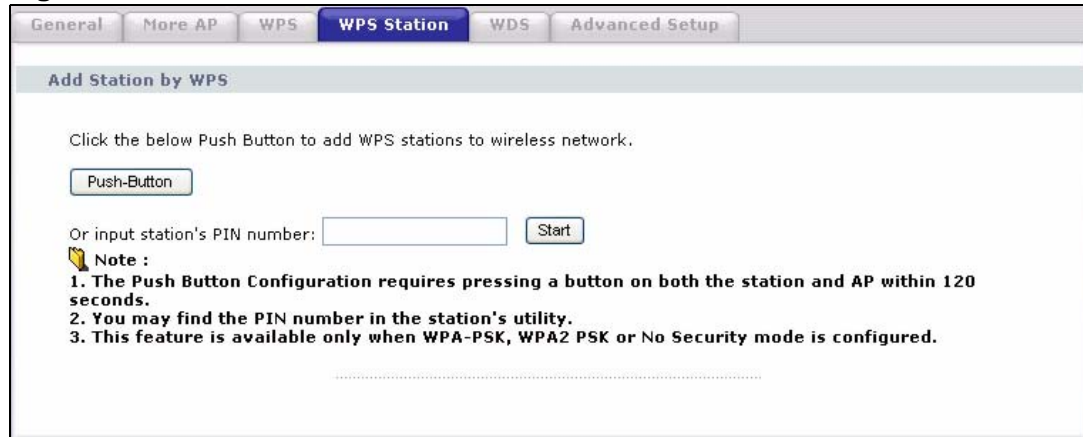 General More AP WPS WPS Station WDS Advanced Setup
Add Station by WPS
Click the below Push Button to add WPS stations to wireless network.
Push-Button
Or input station's PIN number: Start
Note :
1. The Push Button Configuration requires pressing a button on both the station and AP within 120
seconds.
2. You may find the PIN number in the station's utility.
3. This feature is available only when WPA-PSK, WPA2 PSK or No Security mode is configured.